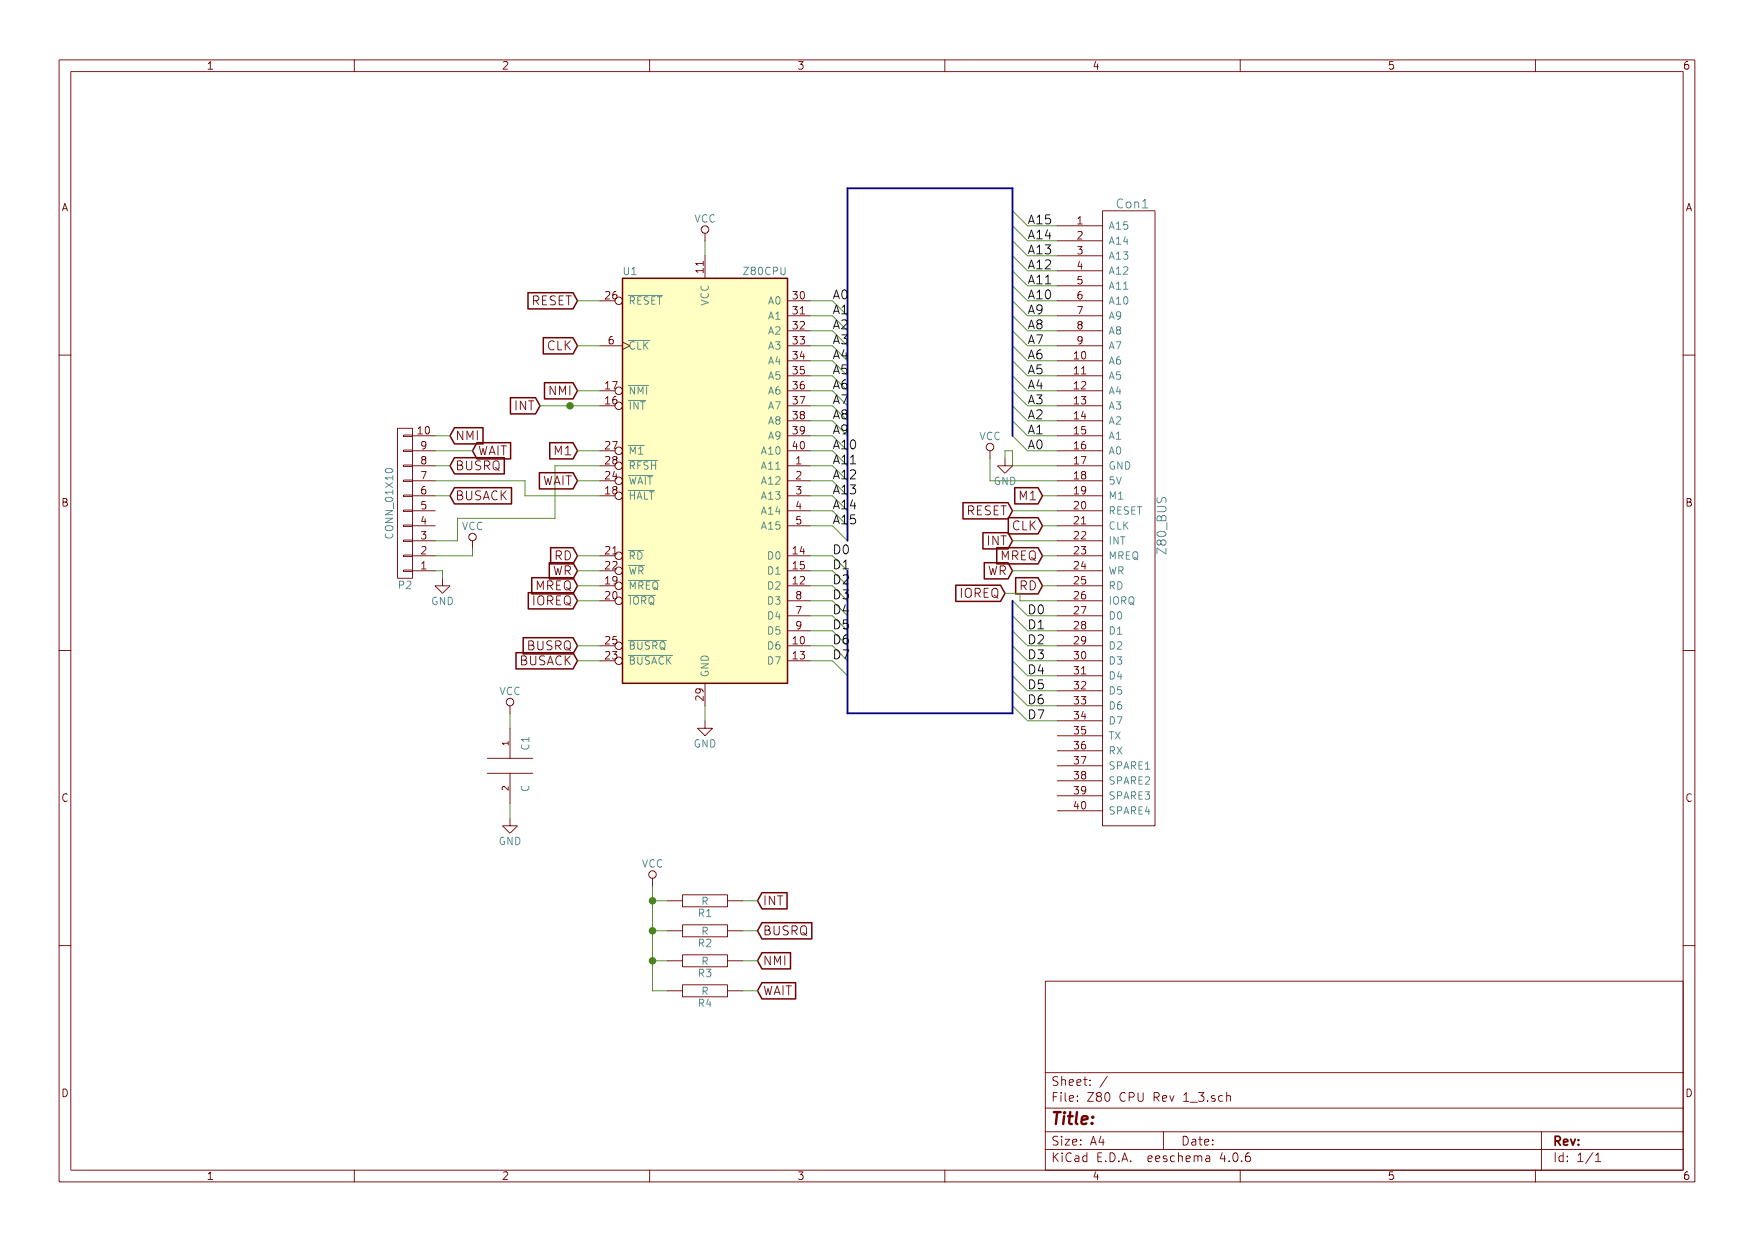 1 2 3 4 5 6
A
B
C
D
A
B
C
D
VCC
11
U1 Z80CPU
VCC
RESET 26 RESET
CLK 6 CLK
NMI 17 NMI
INT 16 INT
M1 27 M1
28 RFSH
WAIT 24 WAIT
18 HALT
RD 21 RD
WR 22 WR
MREQ 19 MREQ
IOREQ 20 IORQ
BUSRQ 25 BUSRQ
BUSACK 23 BUSACK
A0 30 A0
A1 31 A1
A2 32 A2
A3 33 A3
A4 34 A4
A5 35 A5
A6 36 A6
A7 37 A7
A8 38 A8
A9 39 A9
A10 40 A10
A11 1 A11
A12 2 A12
A13 3 A13
A14 4 A14
A15 5 A15
D0 14 D0
D1 15 D1
D2 12 D2
D3 8 D3
D4 7 D4
D5 9 D5
D6 10 D6
D7 13 D7
GND
29
GND
CONN_01X10
10 NMI
9 WAIT
8 BUSRQ
7
6 BUSACK
5
4
3 VCC
2
1
P2
GND
VCC
1 C1
2 C
GND
VCC
R INT
R1
R BUSRQ
R2
R NMI
R3
R WAIT
R4
Con1
A15 1 A15
A14 2 A14
A13 3 A13
A12 4 A12
A11 5 A11
A10 6 A10
A9 7 A9
A8 8 A8
A7 9 A7
A6 10 A6
A5 11 A5
A4 12 A4
A3 13 A3
A2 14 A2
A1 15 A1
VCC
A0 16 A0
17 GND
GND 18 5V
M1 19 M1
RESET 20 RESET
CLK 21 CLK
INT 22 INT
MREQ 23 MREQ
WR 24 WR
RD 25 RD
IOREQ 26 IORQ
D0 27 D0
D1 28 D1
D2 29 D2
D3 30 D3
D4 31 D4
D5 32 D5
D6 33 D6
D7 34 D7
35 TX
36 RX
37 SPARE1
38 SPARE2
39 SPARE3
40 SPARE4
Z80_BUS
Sheet: /
File: Z80 CPU Rev 1_3.sch
Title:
Size: A4 Date: Rev:
KiCad E.D.A. eeschema 4.0.6 Id: 1/1
1 2 3 4 5 6